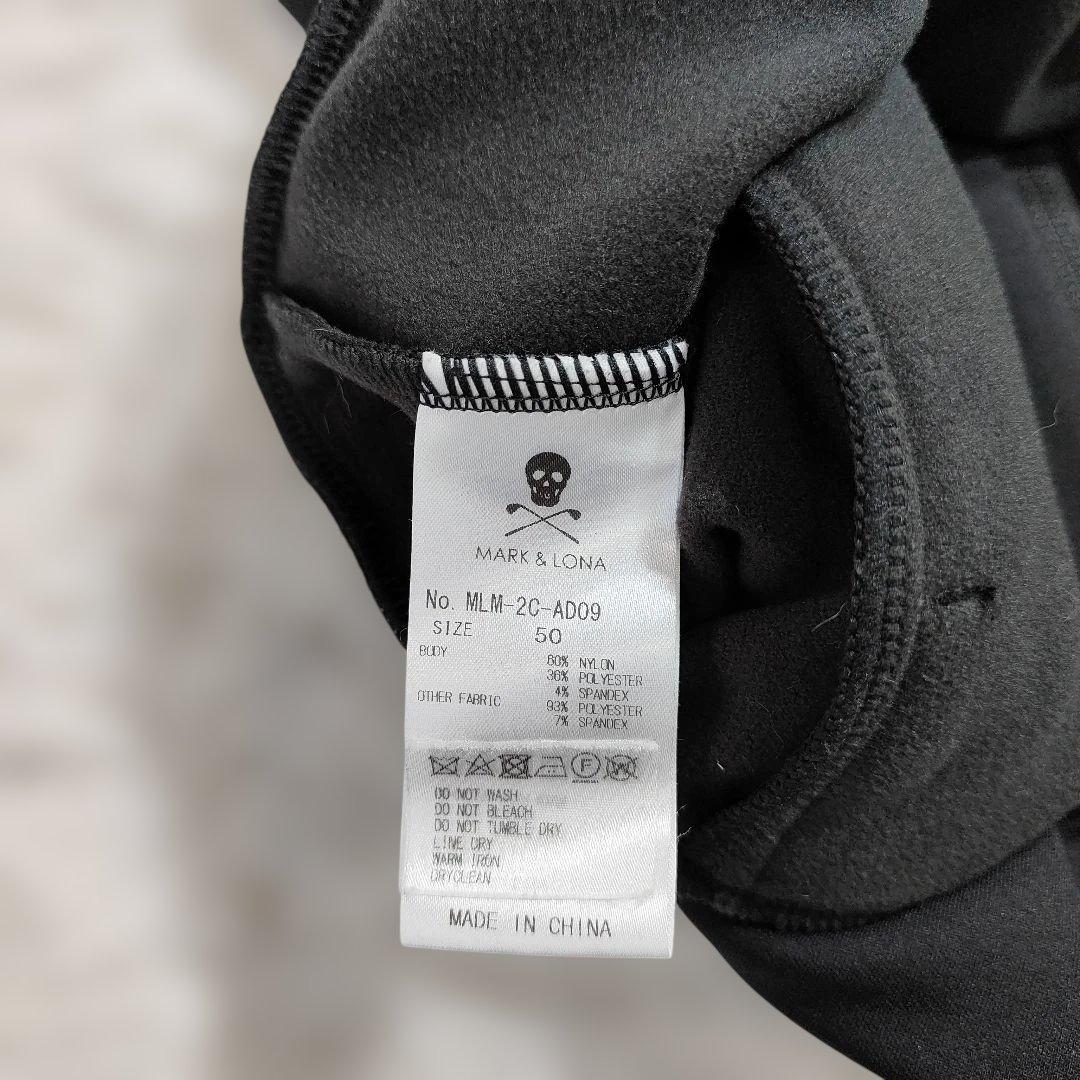 MARK & LONA
No. MLM-2C-AD09
SIZE 50
BODY 60% NYLON
36% POLYESTER
4% SPANDEX
OTHER FABRIC 93% POLYESTER
7% SPANDEX
F W
DO NOT WASH
DO NOT BLEACH
DO NOT TUMBLE DRY
LINE DRY
WARM IRON
DRYCLEAN
MADE IN CHINA